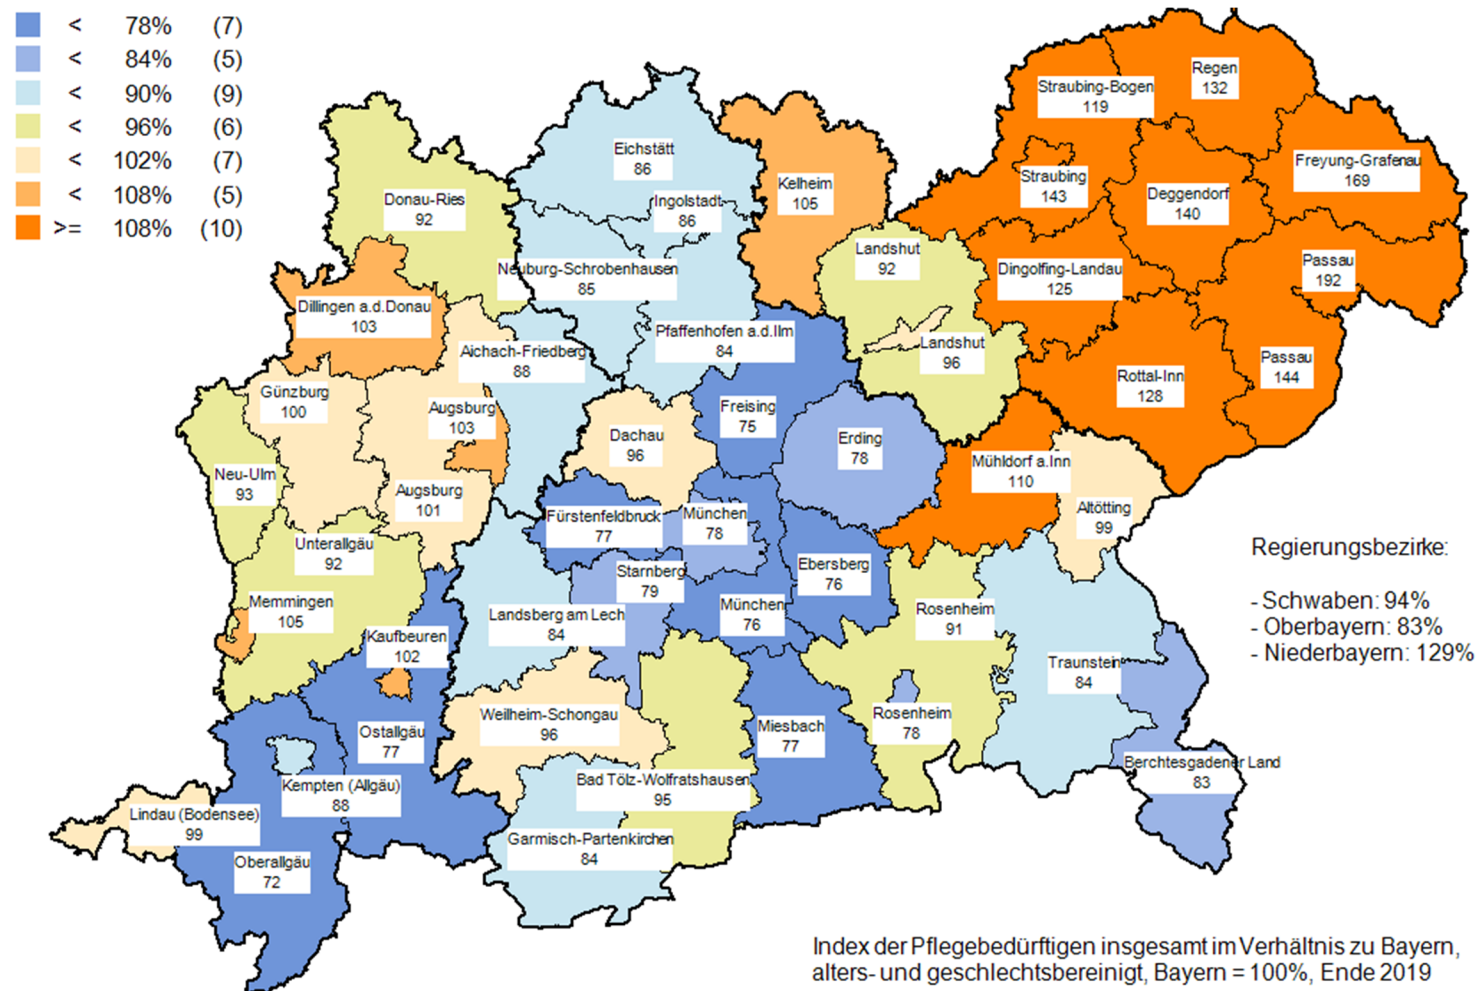 < 78% (7)
< 84% (5)
< 90% (9)
< 96% (6)
< 102% (7)
< 108% (5)
>= 108% (10)
Regen
132
Straubing-Bogen
119
Eichstätt
86
Freyung-Grafenau
169
Kelheim
105
Straubing
143
Deggendorf
140
Donau-Ries
92
Ingolstadt
86
Landshut
92
Passau
192
Neuburg-Schrobenhausen
85
Dingolfing-Landau
125
Dillingen a.d.Donau
103
Pfaffenhofen a.d.Ilm
84
Landshut
96
Aichach-Friedberg
88
Passau
144
Rottal-Inn
128
Günzburg
100
Augsburg
103
Freising
75
Dachau
96
Erding
78
Mühldorf a.Inn
110
Neu-Ulm
93
Augsburg
101
Altötting
99
Fürstenfeldbruck
77
München
78
Unterallgäu
92
Regierungsbezirke:
Starnberg
79
Ebersberg
76
Memmingen
105
- Schwaben: 94%
- Oberbayern: 83%
- Niederbayern: 129%
München
76
Rosenheim
91
Landsberg am Lech
84
Kaufbeuren
102
Traunstein
84
Weilheim-Schongau
96
Rosenheim
78
Ostallgäu
77
Miesbach
77
Berchtesgadener Land
83
Bad Tölz-Wolfratshausen
95
Kempten (Allgäu)
88
Lindau (Bodensee)
99
Garmisch-Partenkirchen
84
Oberallgäu
72
Index der Pflegebedürftigen insgesamt im Verhältnis zu Bayern,
alters- und geschlechtsbereinigt, Bayern = 100%, Ende 2019